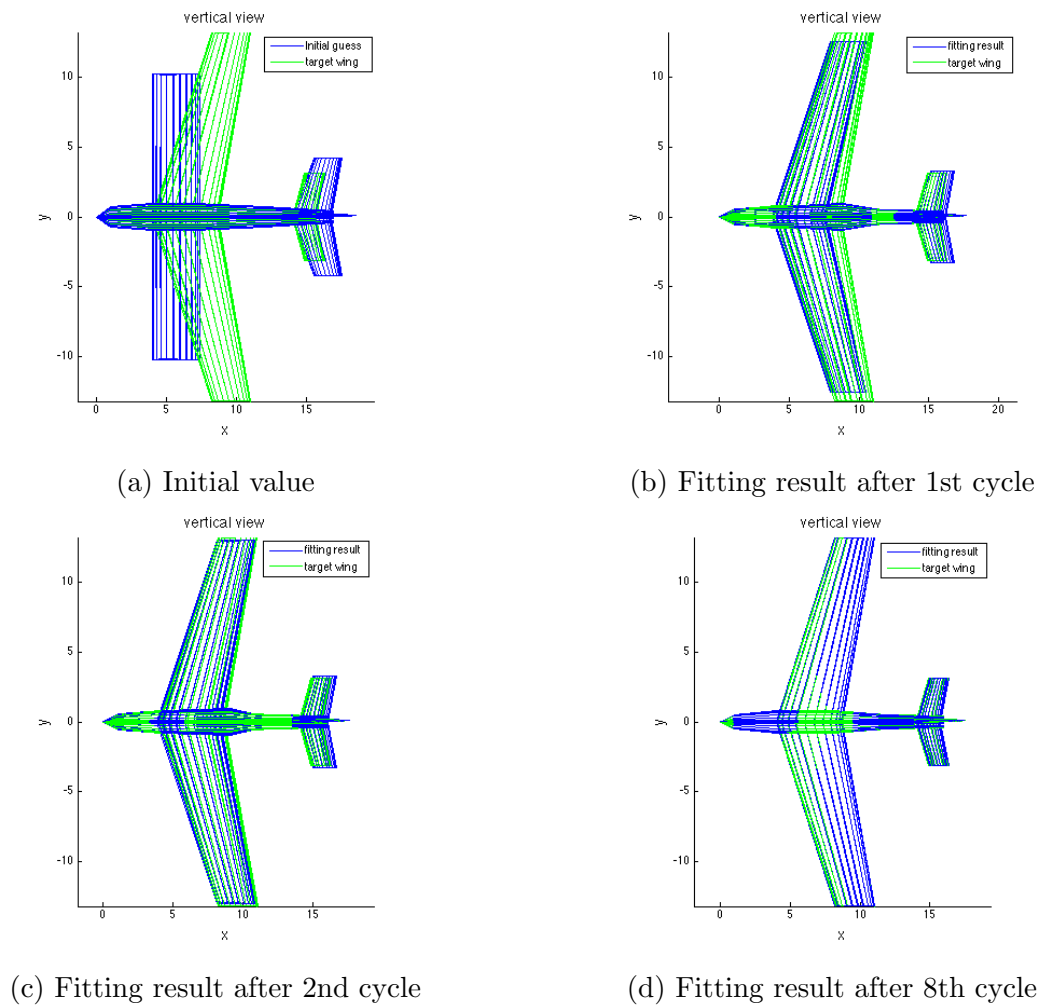 vertical view
Initial guess
target wing
10
5
0
-5
-10
y
0
5
10
15
x
(a) Initial value
vertical view
fitting result
target wing
10
5
0
-5
-10
y
0
5
10
15
20
x
(b) Fitting result after 1st cycle
vertical view
fitting result
target wing
10
5
0
-5
-10
y
0
5
10
15
x
(c) Fitting result after 2nd cycle
vertical view
fitting result
target wing
10
5
0
-5
-10
y
0
5
10
15
x
(d) Fitting result after 8th cycle